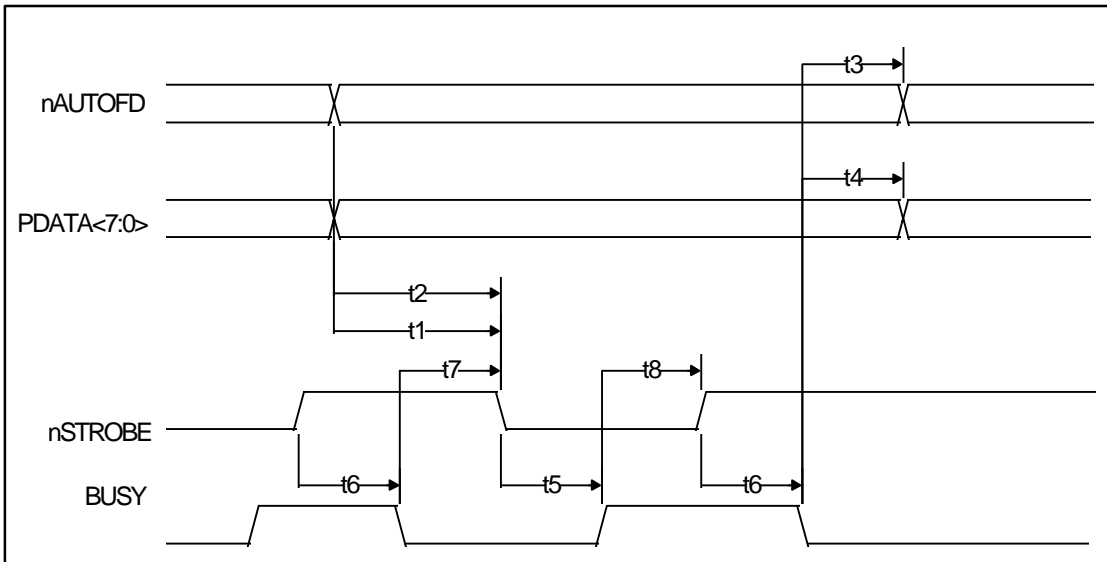 t3
nAUTOFD
t4
PDATA<7:0>
t2
t1
t7
t8
nSTROBE
t6
t5
t6
BUSY